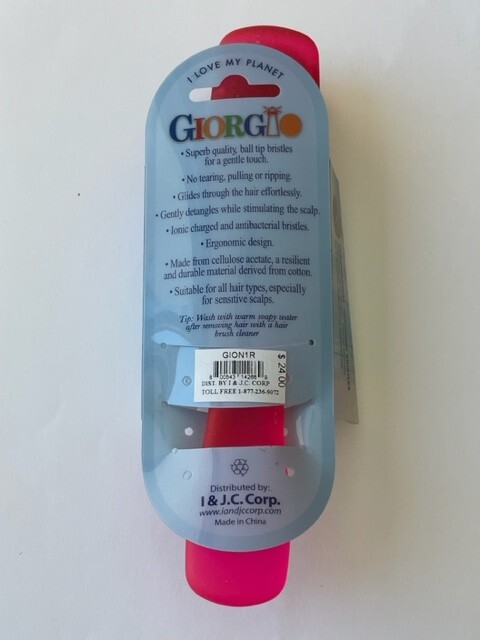 I LOVE MY PLANET
GIORGIO
• Superb quality, ball tip bristles
for a gentle touch.
• No tearing, pulling or ripping.
• Glides through the hair effortlessly.
• Gently detangles while stimulating the scalp.
• Ionic charged and antibacterial bristles.
• Ergonomic design.
• Made from cellulose acetate, a resilient
and durable material derived from cotton.
• Suitable for all hair types, especially
for sensitive scalps.
Tip: Wash with warm soapy water
after removing hair with a hair
brush cleaner
GION1R
$ 24.00
DIST. BY I & J.C. CORP
TOLL FREE 1-877-236-9072
Distributed by:
I & J.C. Corp.
www.iandjccorp.com
Made in China